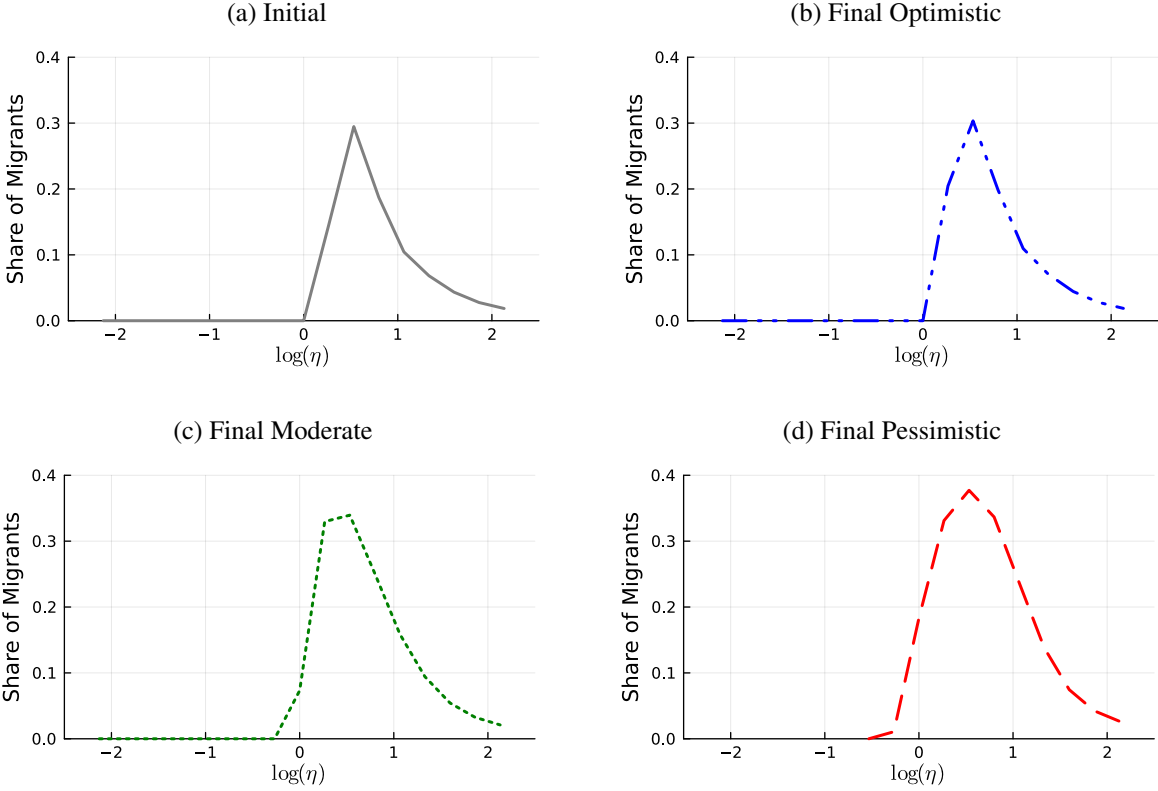 (a) Initial
Share of Migrants
0.4
0.3
0.2
0.1
0.0
−2 −1 0 1 2
log(η)
(b) Final Optimistic
Share of Migrants
0.4
0.3
0.2
0.1
0.0
−2 −1 0 1 2
log(η)
(c) Final Moderate
Share of Migrants
0.4
0.3
0.2
0.1
0.0
−2 −1 0 1 2
log(η)
(d) Final Pessimistic
Share of Migrants
0.4
0.3
0.2
0.1
0.0
−2 −1 0 1 2
log(η)